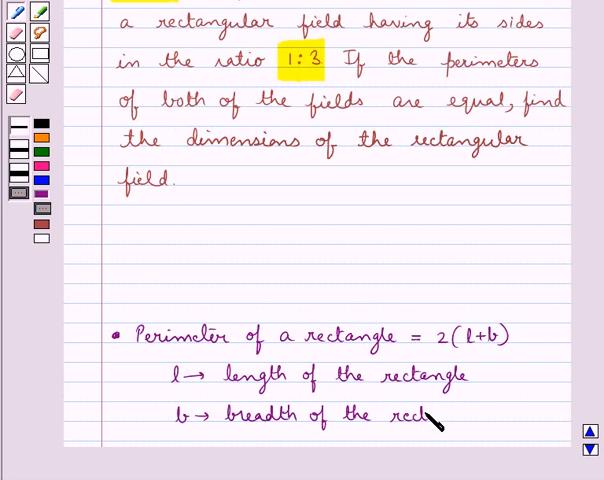 a rectangular field having its sides
in the ratio 1:3 If the perimeters
of both of the fields are equal, find
the dimensions of the rectangular
field.
• Perimeter of a rectangle = 2(l+b)
l → length of the rectangle
b → breadth of the rect